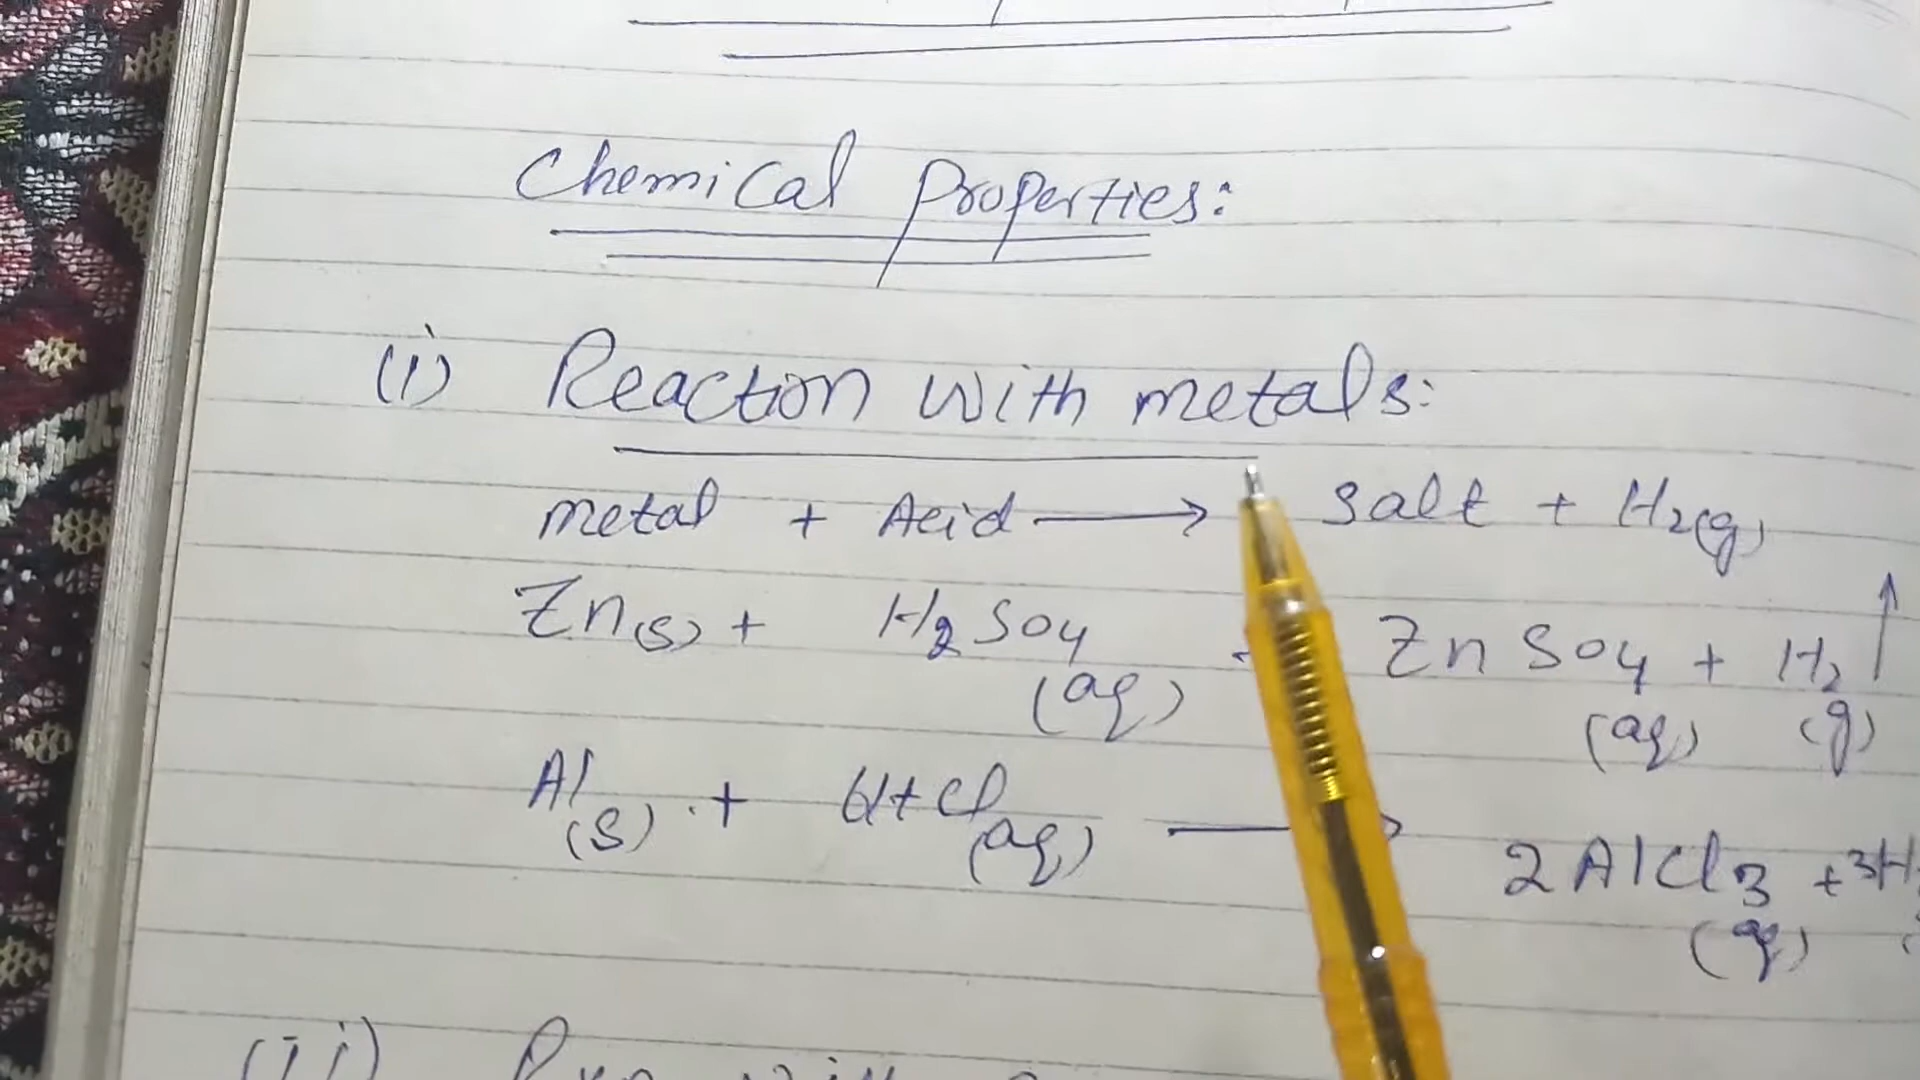 Chemical Properties:
(i) Reaction with metals:
metal + Acid ⟶ Salt + H2(g)
Zn(s) + H2SO4 (aq) ZnSO4 (aq) + H2 (g) ↑
Al(s) + 6HCl(aq) ⟶ 2AlCl3 (aq) + 3H
(ii)